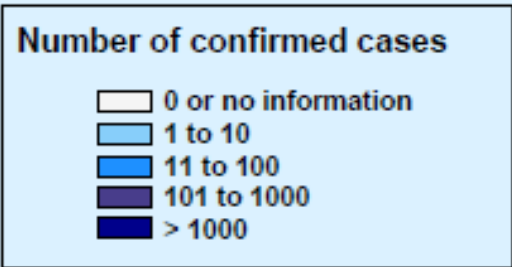 Number of confirmed cases
0 or no information
1 to 10
11 to 100
101 to 1000
> 1000